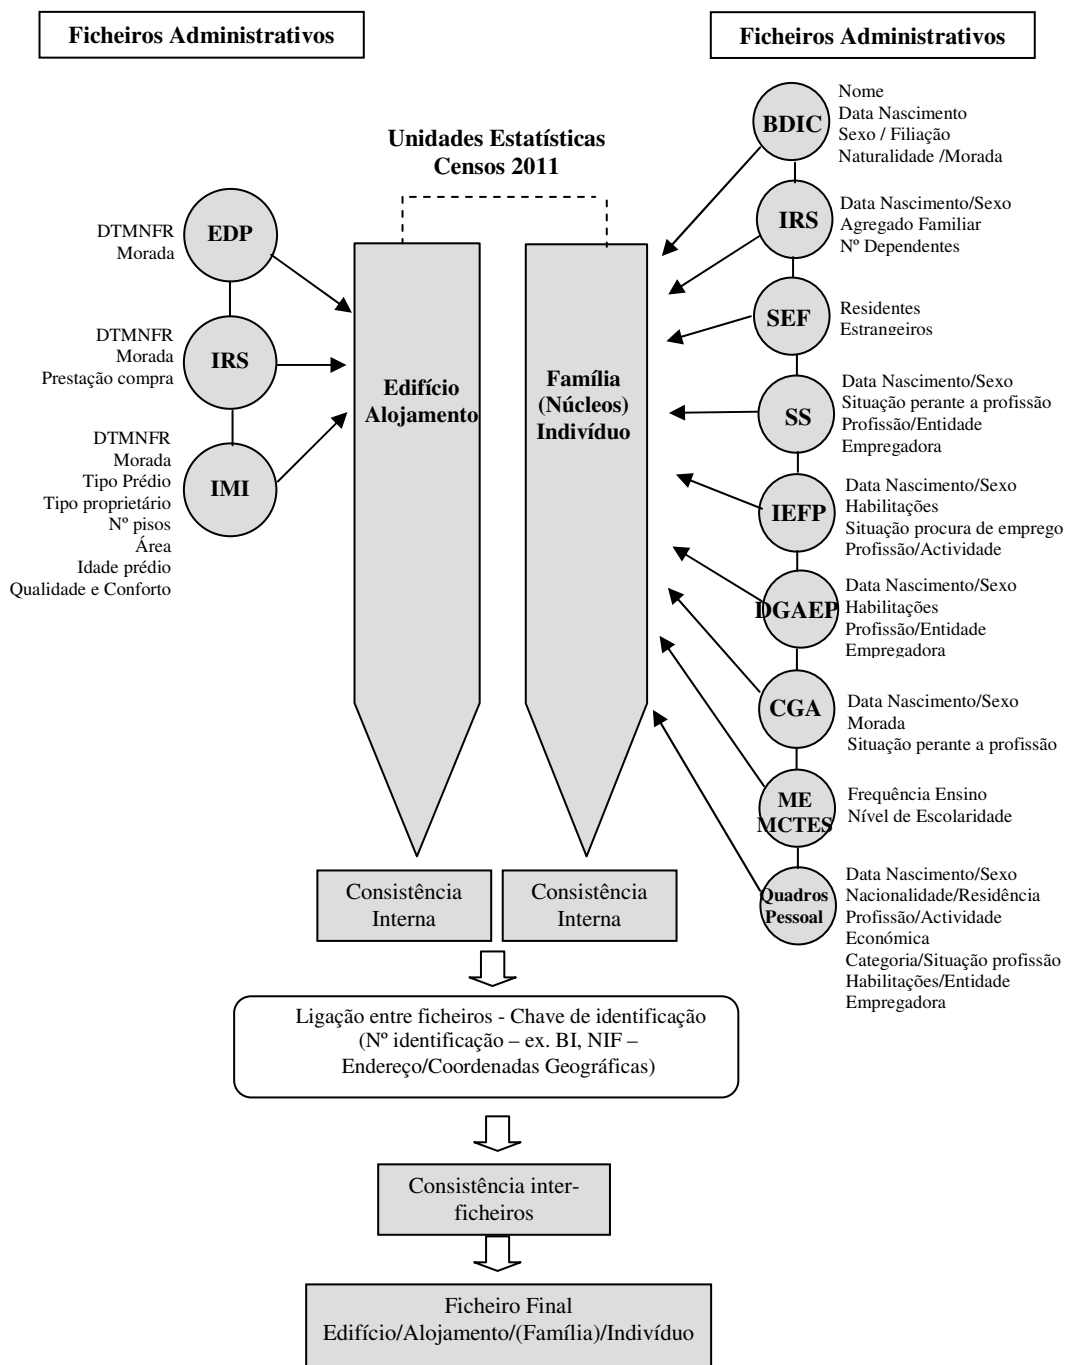 Ficheiros Administrativos
Ficheiros Administrativos
Unidades Estatísticas
Censos 2011
EDP
DTMNFR
Morada
IRS
DTMNFR
Morada
Prestação compra
IMI
DTMNFR
Morada
Tipo Prédio
Tipo proprietário
Nº pisos
Área
Idade prédio
Qualidade e Conforto
Edifício
Alojamento
Família
(Núcleos)
Indivíduo
BDIC
Nome
Data Nascimento
Sexo / Filiação
Naturalidade /Morada
IRS
Data Nascimento/Sexo
Agregado Familiar
Nº Dependentes
SEF
Residentes
Estrangeiros
SS
Data Nascimento/Sexo
Situação perante a profissão
Profissão/Entidade
Empregadora
IEFP
Data Nascimento/Sexo
Habilitações
Situação procura de emprego
Profissão/Actividade
DGAEP
Data Nascimento/Sexo
Habilitações
Profissão/Entidade
Empregadora
CGA
Data Nascimento/Sexo
Morada
Situação perante a profissão
ME
MCTES
Frequência Ensino
Nível de Escolaridade
Quadros
Pessoal
Data Nascimento/Sexo
Nacionalidade/Residência
Profissão/Actividade
Económica
Categoria/Situação profissão
Habilitações/Entidade
Empregadora
Consistência
Interna
Consistência
Interna
Ligação entre ficheiros - Chave de identificação
(Nº identificação – ex. BI, NIF –
Endereço/Coordenadas Geográficas)
Consistência inter-
ficheiros
Ficheiro Final
Edifício/Alojamento/(Família)/Indivíduo